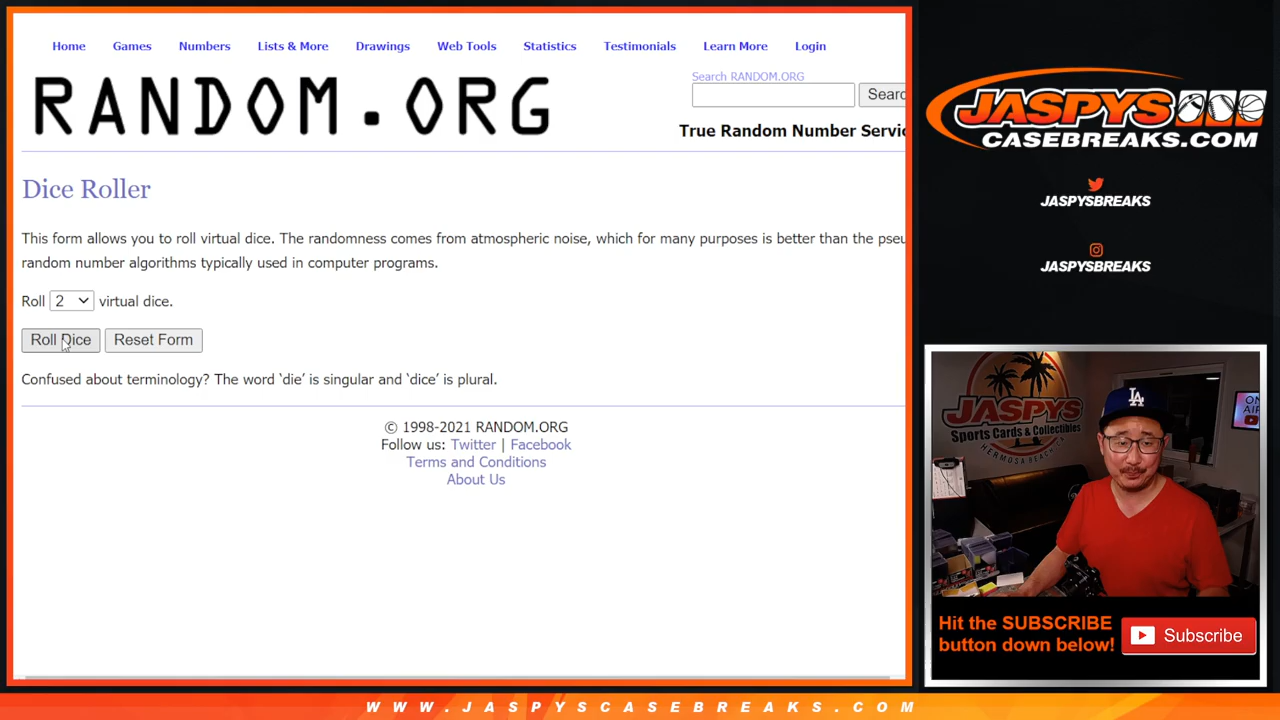 Home Games Numbers Lists & More Drawings Web Tools Statistics Testimonials Learn More Login
RANDOM.ORG
Search RANDOM.ORG
Searc
True Random Number Servic
Dice Roller
This form allows you to roll virtual dice. The randomness comes from atmospheric noise, which for many purposes is better than the pseu
random number algorithms typically used in computer programs.
Roll 2 virtual dice.
Roll Dice Reset Form
Confused about terminology? The word ‘die’ is singular and ‘dice’ is plural.
© 1998-2021 RANDOM.ORG
Follow us: Twitter | Facebook
Terms and Conditions
About Us
JASPYS
CASEBREAKS.COM
JASPYSBREAKS
JASPYSBREAKS
JASPYS
Sports Cards & Collectibles
HERMOSA BEACH
LA
ON
AIR
Hit the SUBSCRIBE
button down below!
Subscribe
WWW.JASPYSCASEBREAKS.COM